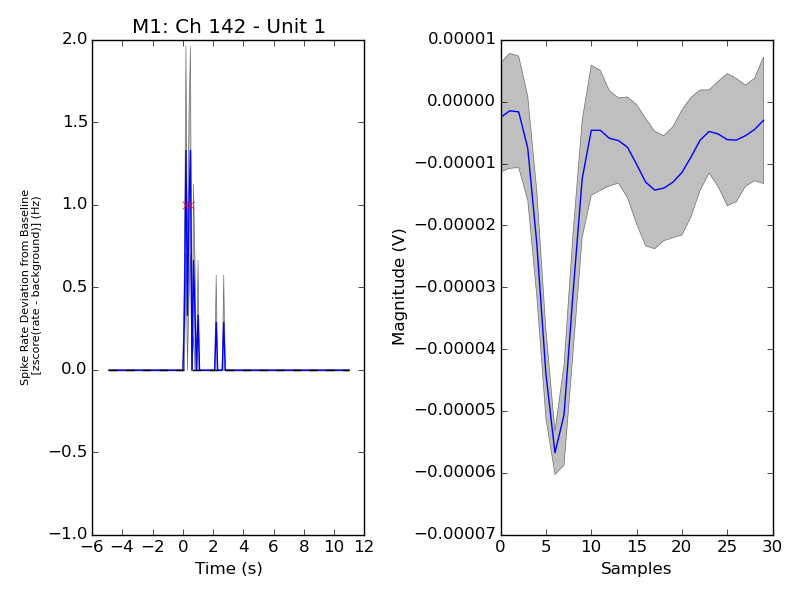 M1: Ch 142 - Unit 1
Spike Rate Deviation from Baseline
[zscore(rate - background)] (Hz)
2.0
1.5
1.0
0.5
0.0
−0.5
−1.0
−6 −4 −2 0 2 4 6 8 10 12
Time (s)
Magnitude (V)
0.00001
0.00000
−0.00001
−0.00002
−0.00003
−0.00004
−0.00005
−0.00006
−0.00007
0 5 10 15 20 25 30
Samples